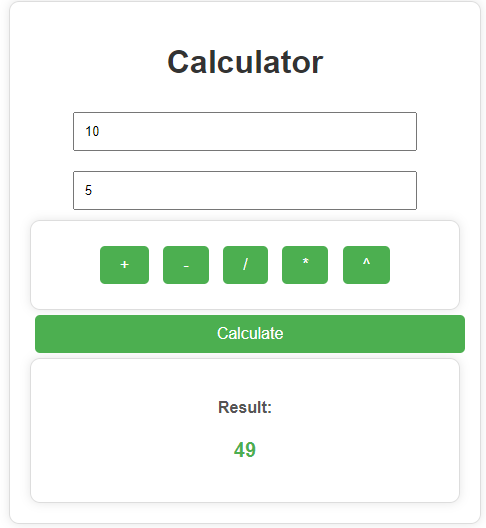 Calculator
10
5
+ - / * ^
Calculate
Result:
49